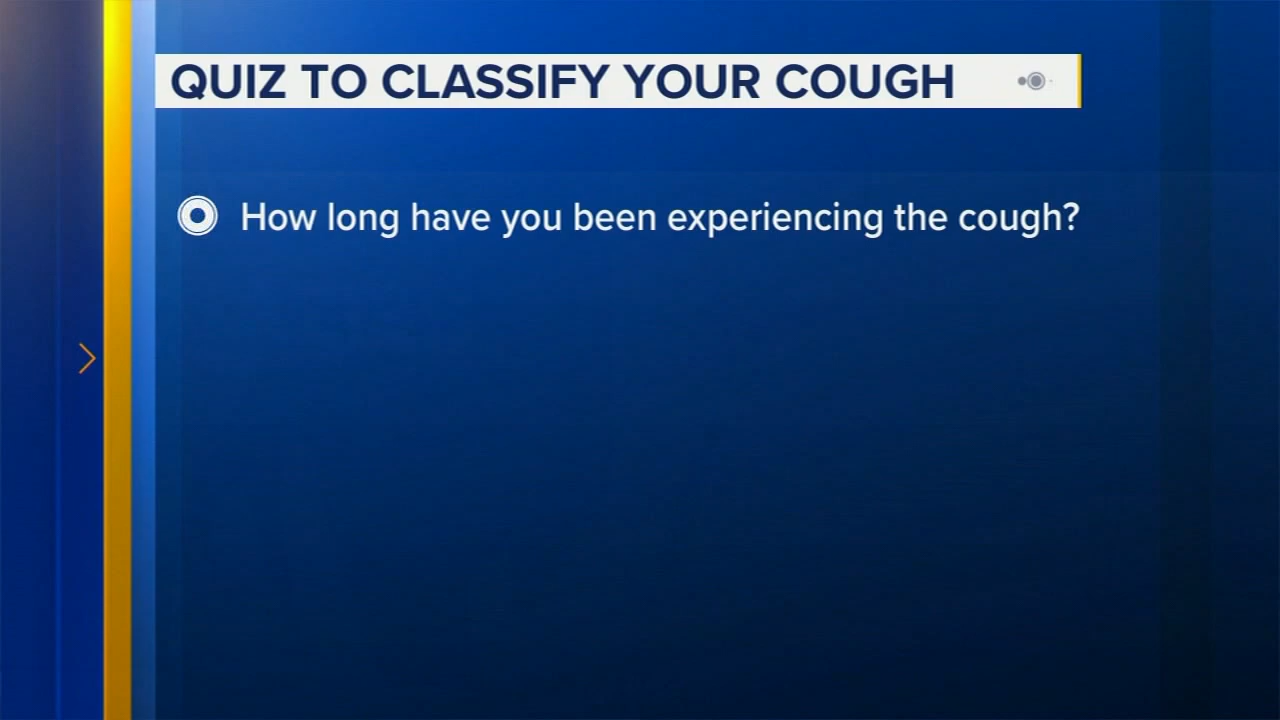 QUIZ TO CLASSIFY YOUR COUGH
How long have you been experiencing the cough?